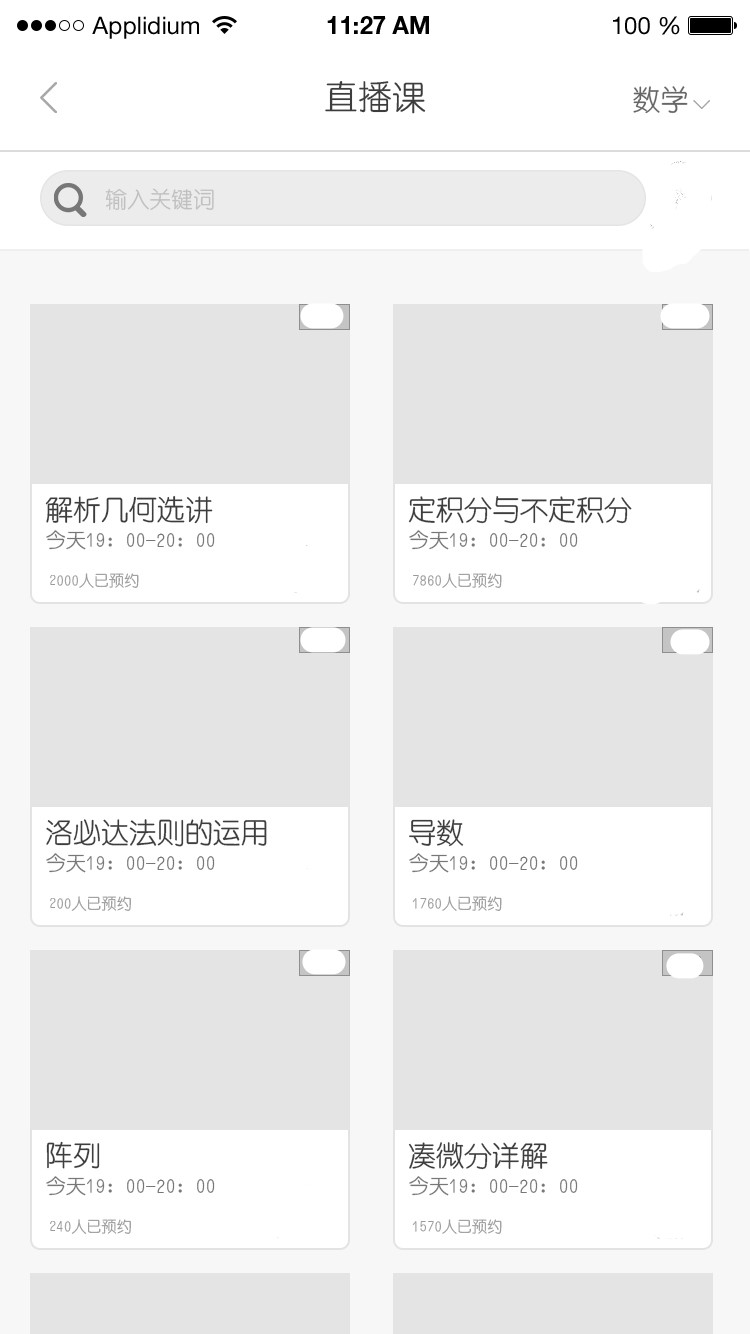 Applidium 11:27 AM 100 %
直播课 数学
输入关键词
解析几何选讲
今天19：00-20：00
2000人已预约
定积分与不定积分
今天19：00-20：00
7860人已预约
洛必达法则的运用
今天19：00-20：00
200人已预约
导数
今天19：00-20：00
1760人已预约
阵列
今天19：00-20：00
240人已预约
凑微分详解
今天19：00-20：00
1570人已预约